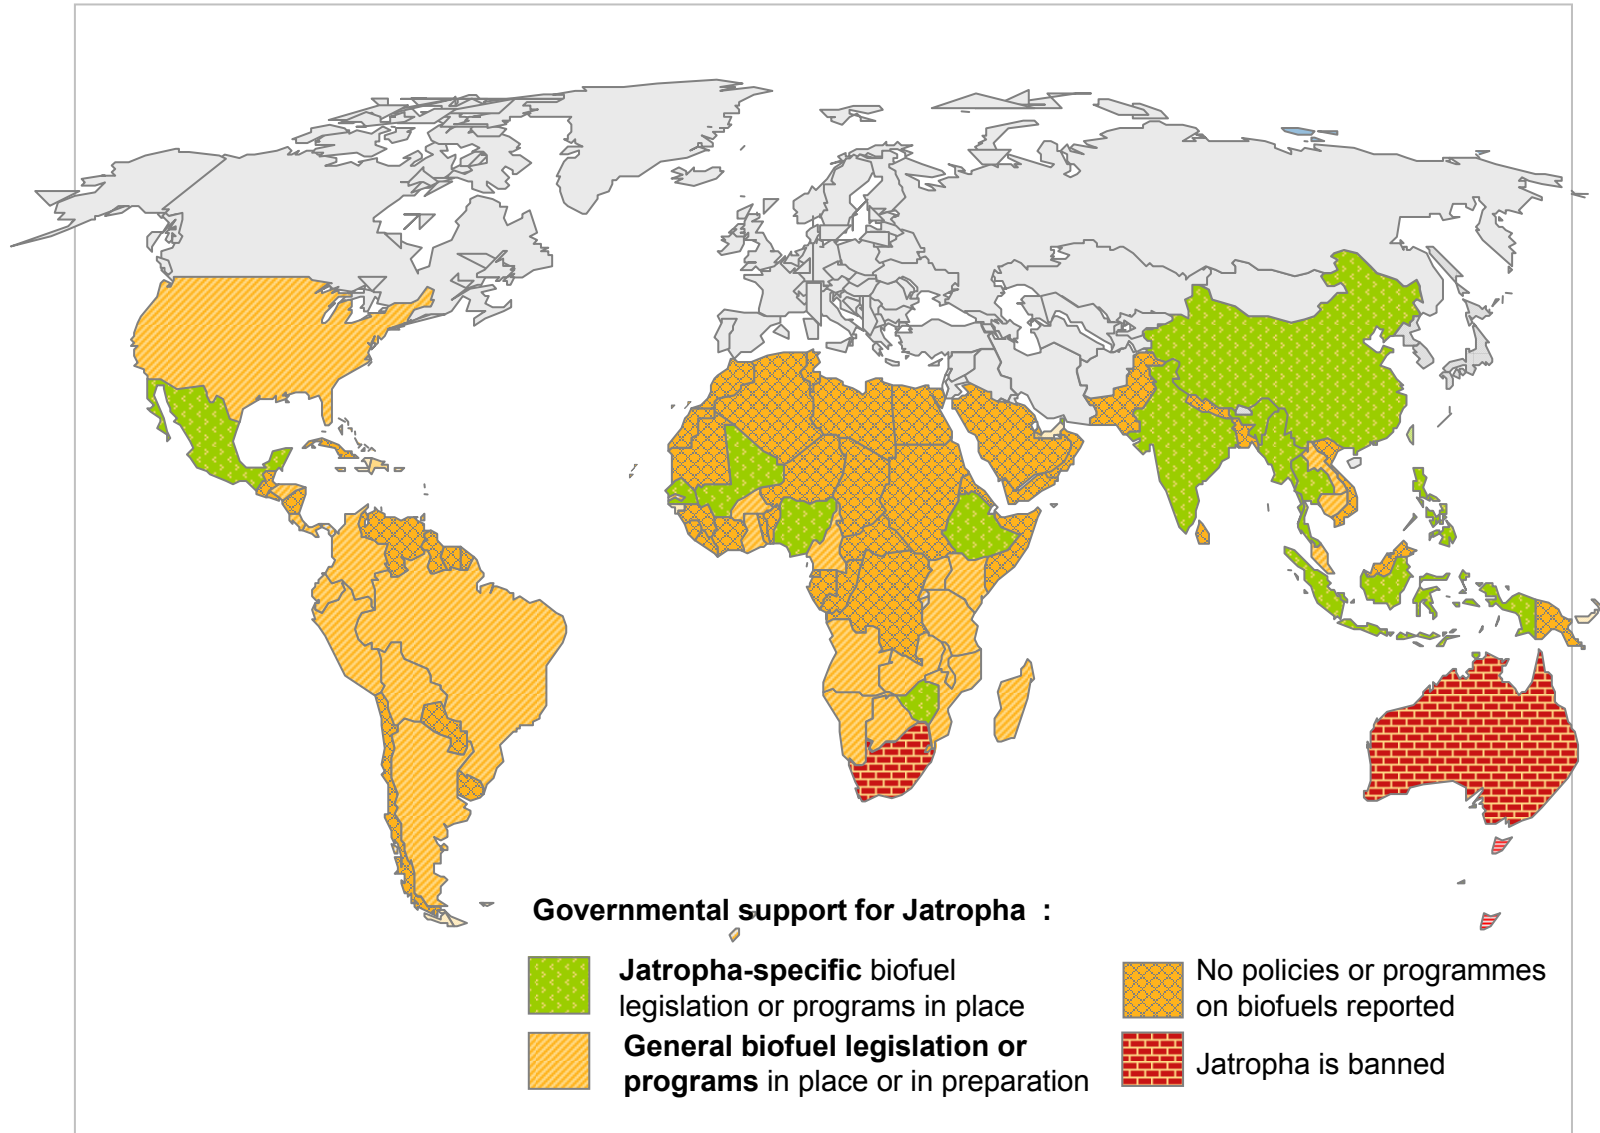 Governmental support for Jatropha :
Jatropha-specific biofuel
legislation or programs in place
General biofuel legislation or
programs in place or in preparation
No policies or programmes
on biofuels reported
Jatropha is banned